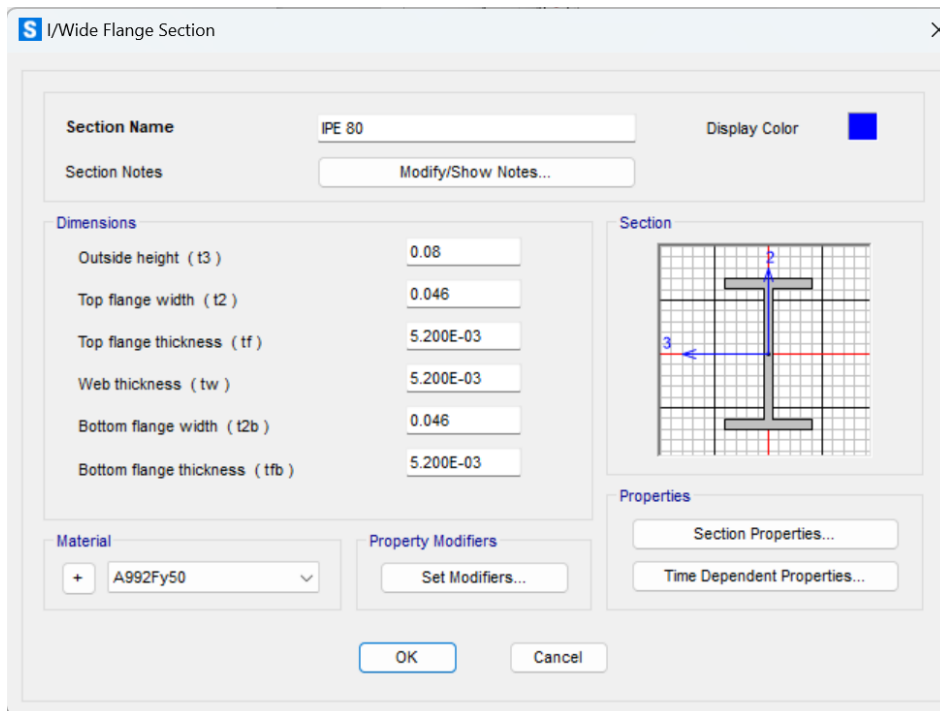 S I/Wide Flange Section
Section Name IPE 80 Display Color
Section Notes Modify/Show Notes...
Dimensions
Outside height ( t3 ) 0.08
Top flange width ( t2 ) 0.046
Top flange thickness ( tf ) 5.200E-03
Web thickness ( tw ) 5.200E-03
Bottom flange width ( t2b ) 0.046
Bottom flange thickness ( tfb ) 5.200E-03
Section
2
3
Material
+ A992Fy50
Property Modifiers
Set Modifiers...
Properties
Section Properties...
Time Dependent Properties...
OK Cancel